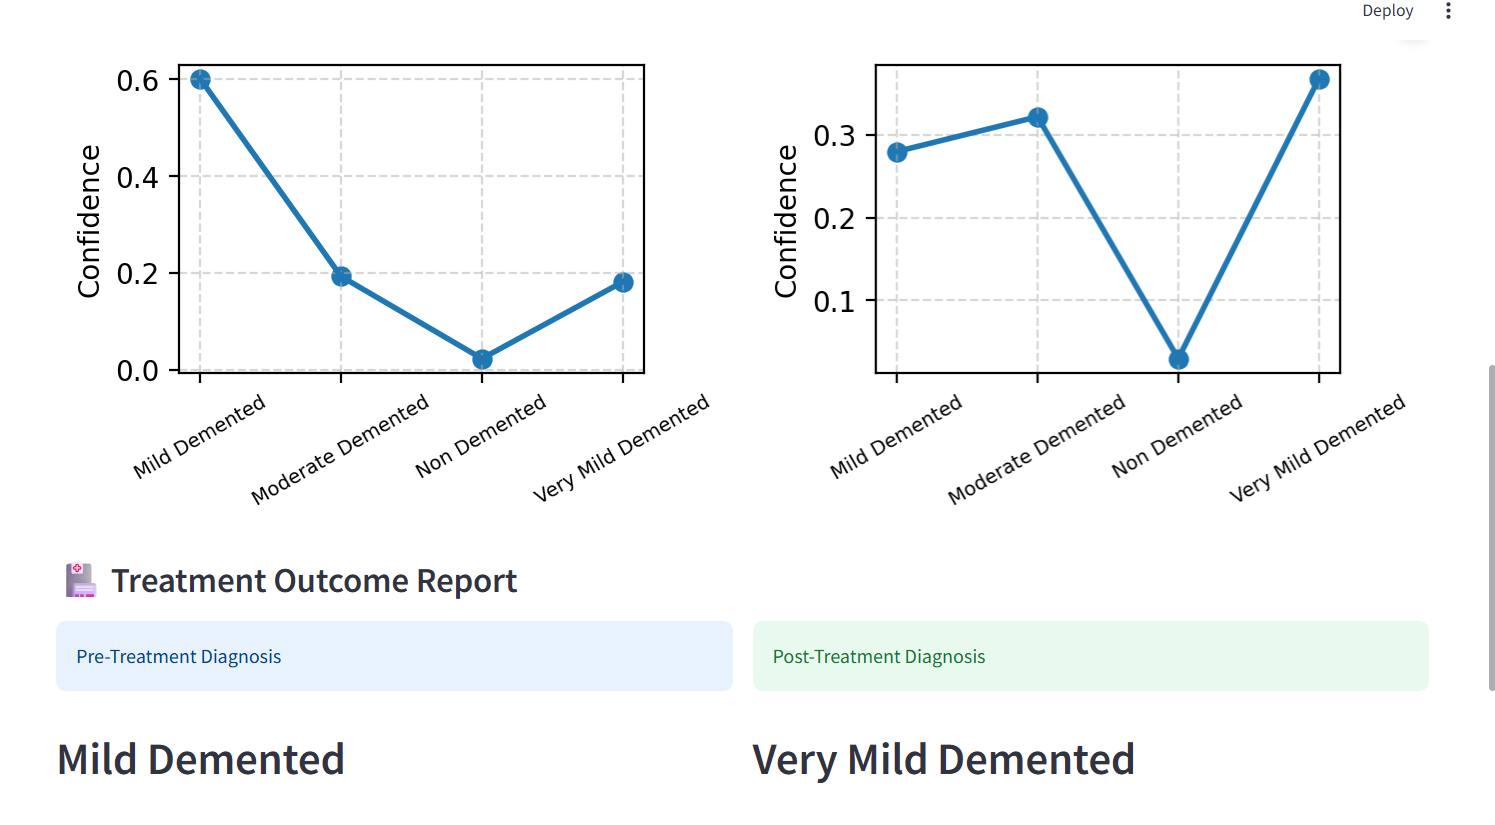 Deploy
0.6
0.4
0.2
0.0
Confidence
Mild Demented
Moderate Demented
Non Demented
Very Mild Demented
0.3
0.2
0.1
Confidence
Mild Demented
Moderate Demented
Non Demented
Very Mild Demented
Treatment Outcome Report
Pre-Treatment Diagnosis
Post-Treatment Diagnosis
Mild Demented
Very Mild Demented